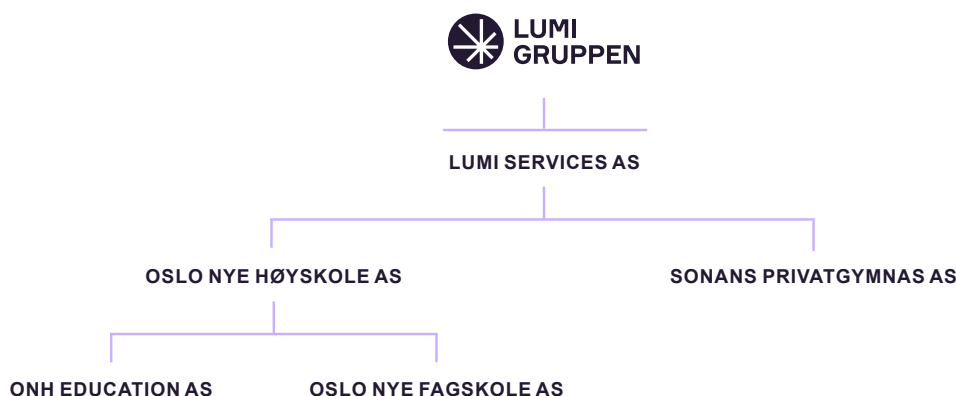 LUMI
GRUPPEN
LUMI SERVICES AS
OSLO NYE HØYSKOLE AS
SONANS PRIVATGYMNAS AS
ONH EDUCATION AS
OSLO NYE FAGSKOLE AS